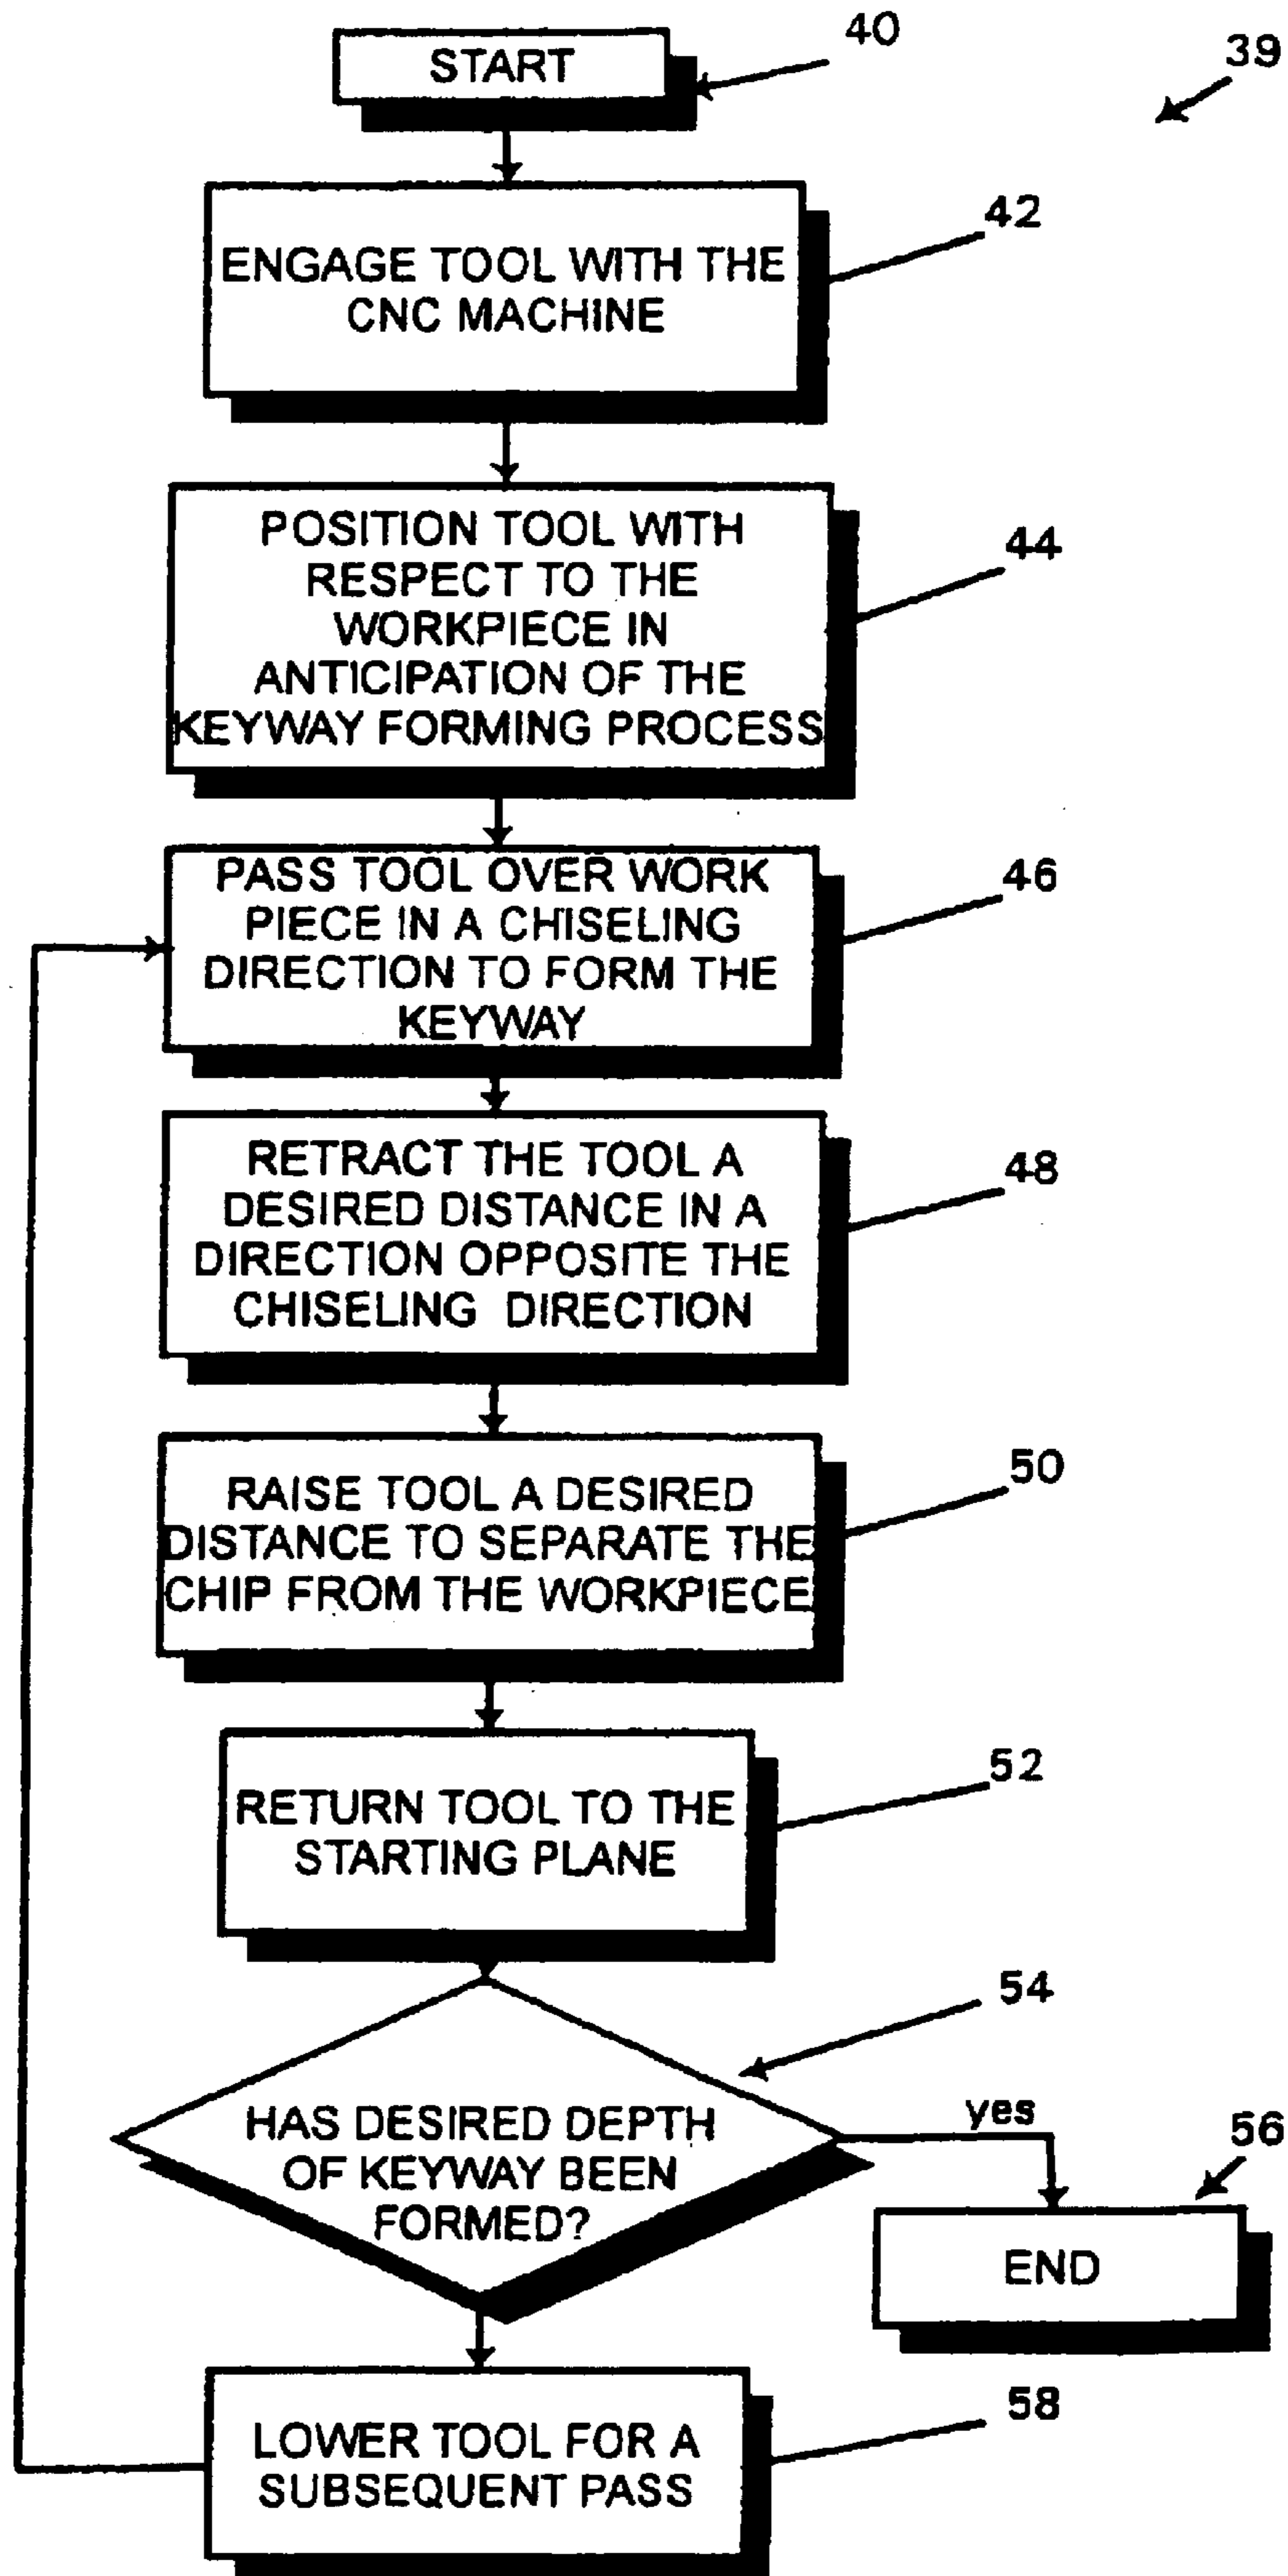 START
40
39
ENGAGE TOOL WITH THE
CNC MACHINE
42
POSITION TOOL WITH
RESPECT TO THE
WORKPIECE IN
ANTICIPATION OF THE
KEYWAY FORMING PROCESS
44
PASS TOOL OVER WORK
PIECE IN A CHISELING
DIRECTION TO FORM THE
KEYWAY
46
RETRACT THE TOOL A
DESIRED DISTANCE IN A
DIRECTION OPPOSITE THE
CHISELING DIRECTION
48
RAISE TOOL A DESIRED
DISTANCE TO SEPARATE THE
CHIP FROM THE WORKPIECE
50
RETURN TOOL TO THE
STARTING PLANE
52
HAS DESIRED DEPTH
OF KEYWAY BEEN
FORMED?
54
yes
56
END
LOWER TOOL FOR A
SUBSEQUENT PASS
58